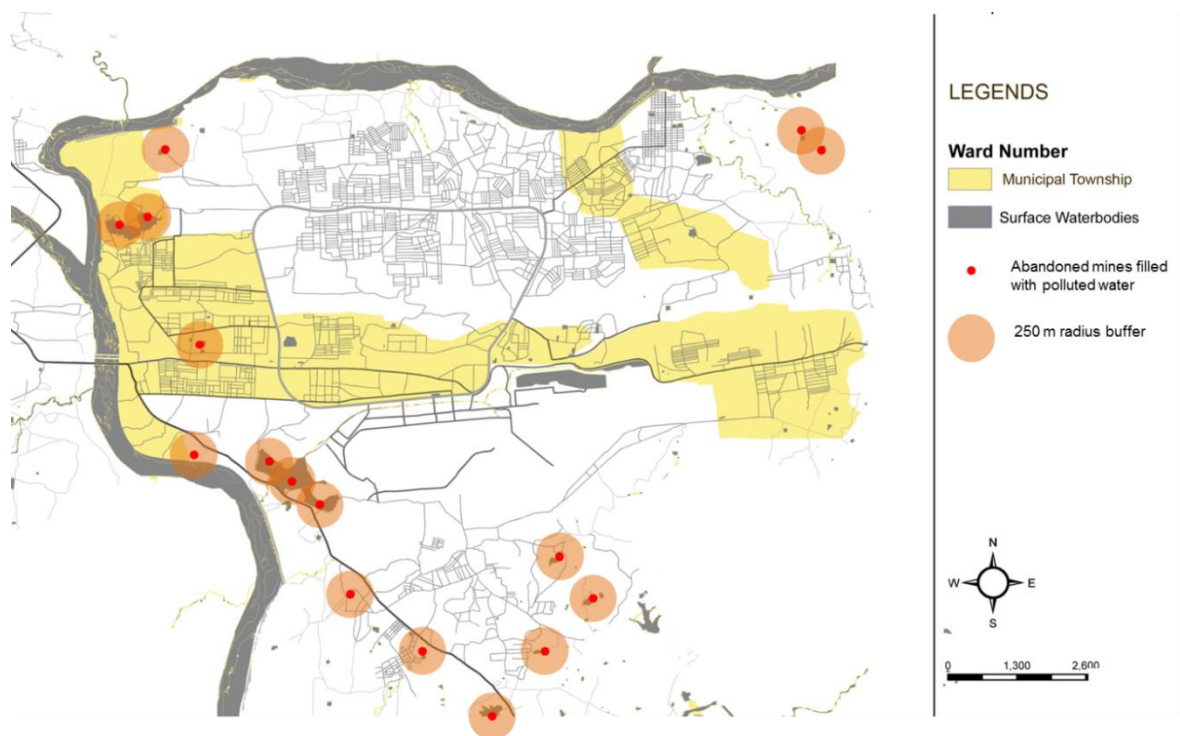 LEGENDS
Ward Number
Municipal Township
Surface Waterbodies
Abandoned mines filled
with polluted water
250 m radius buffer
N
W E
S
0 1,300 2,600